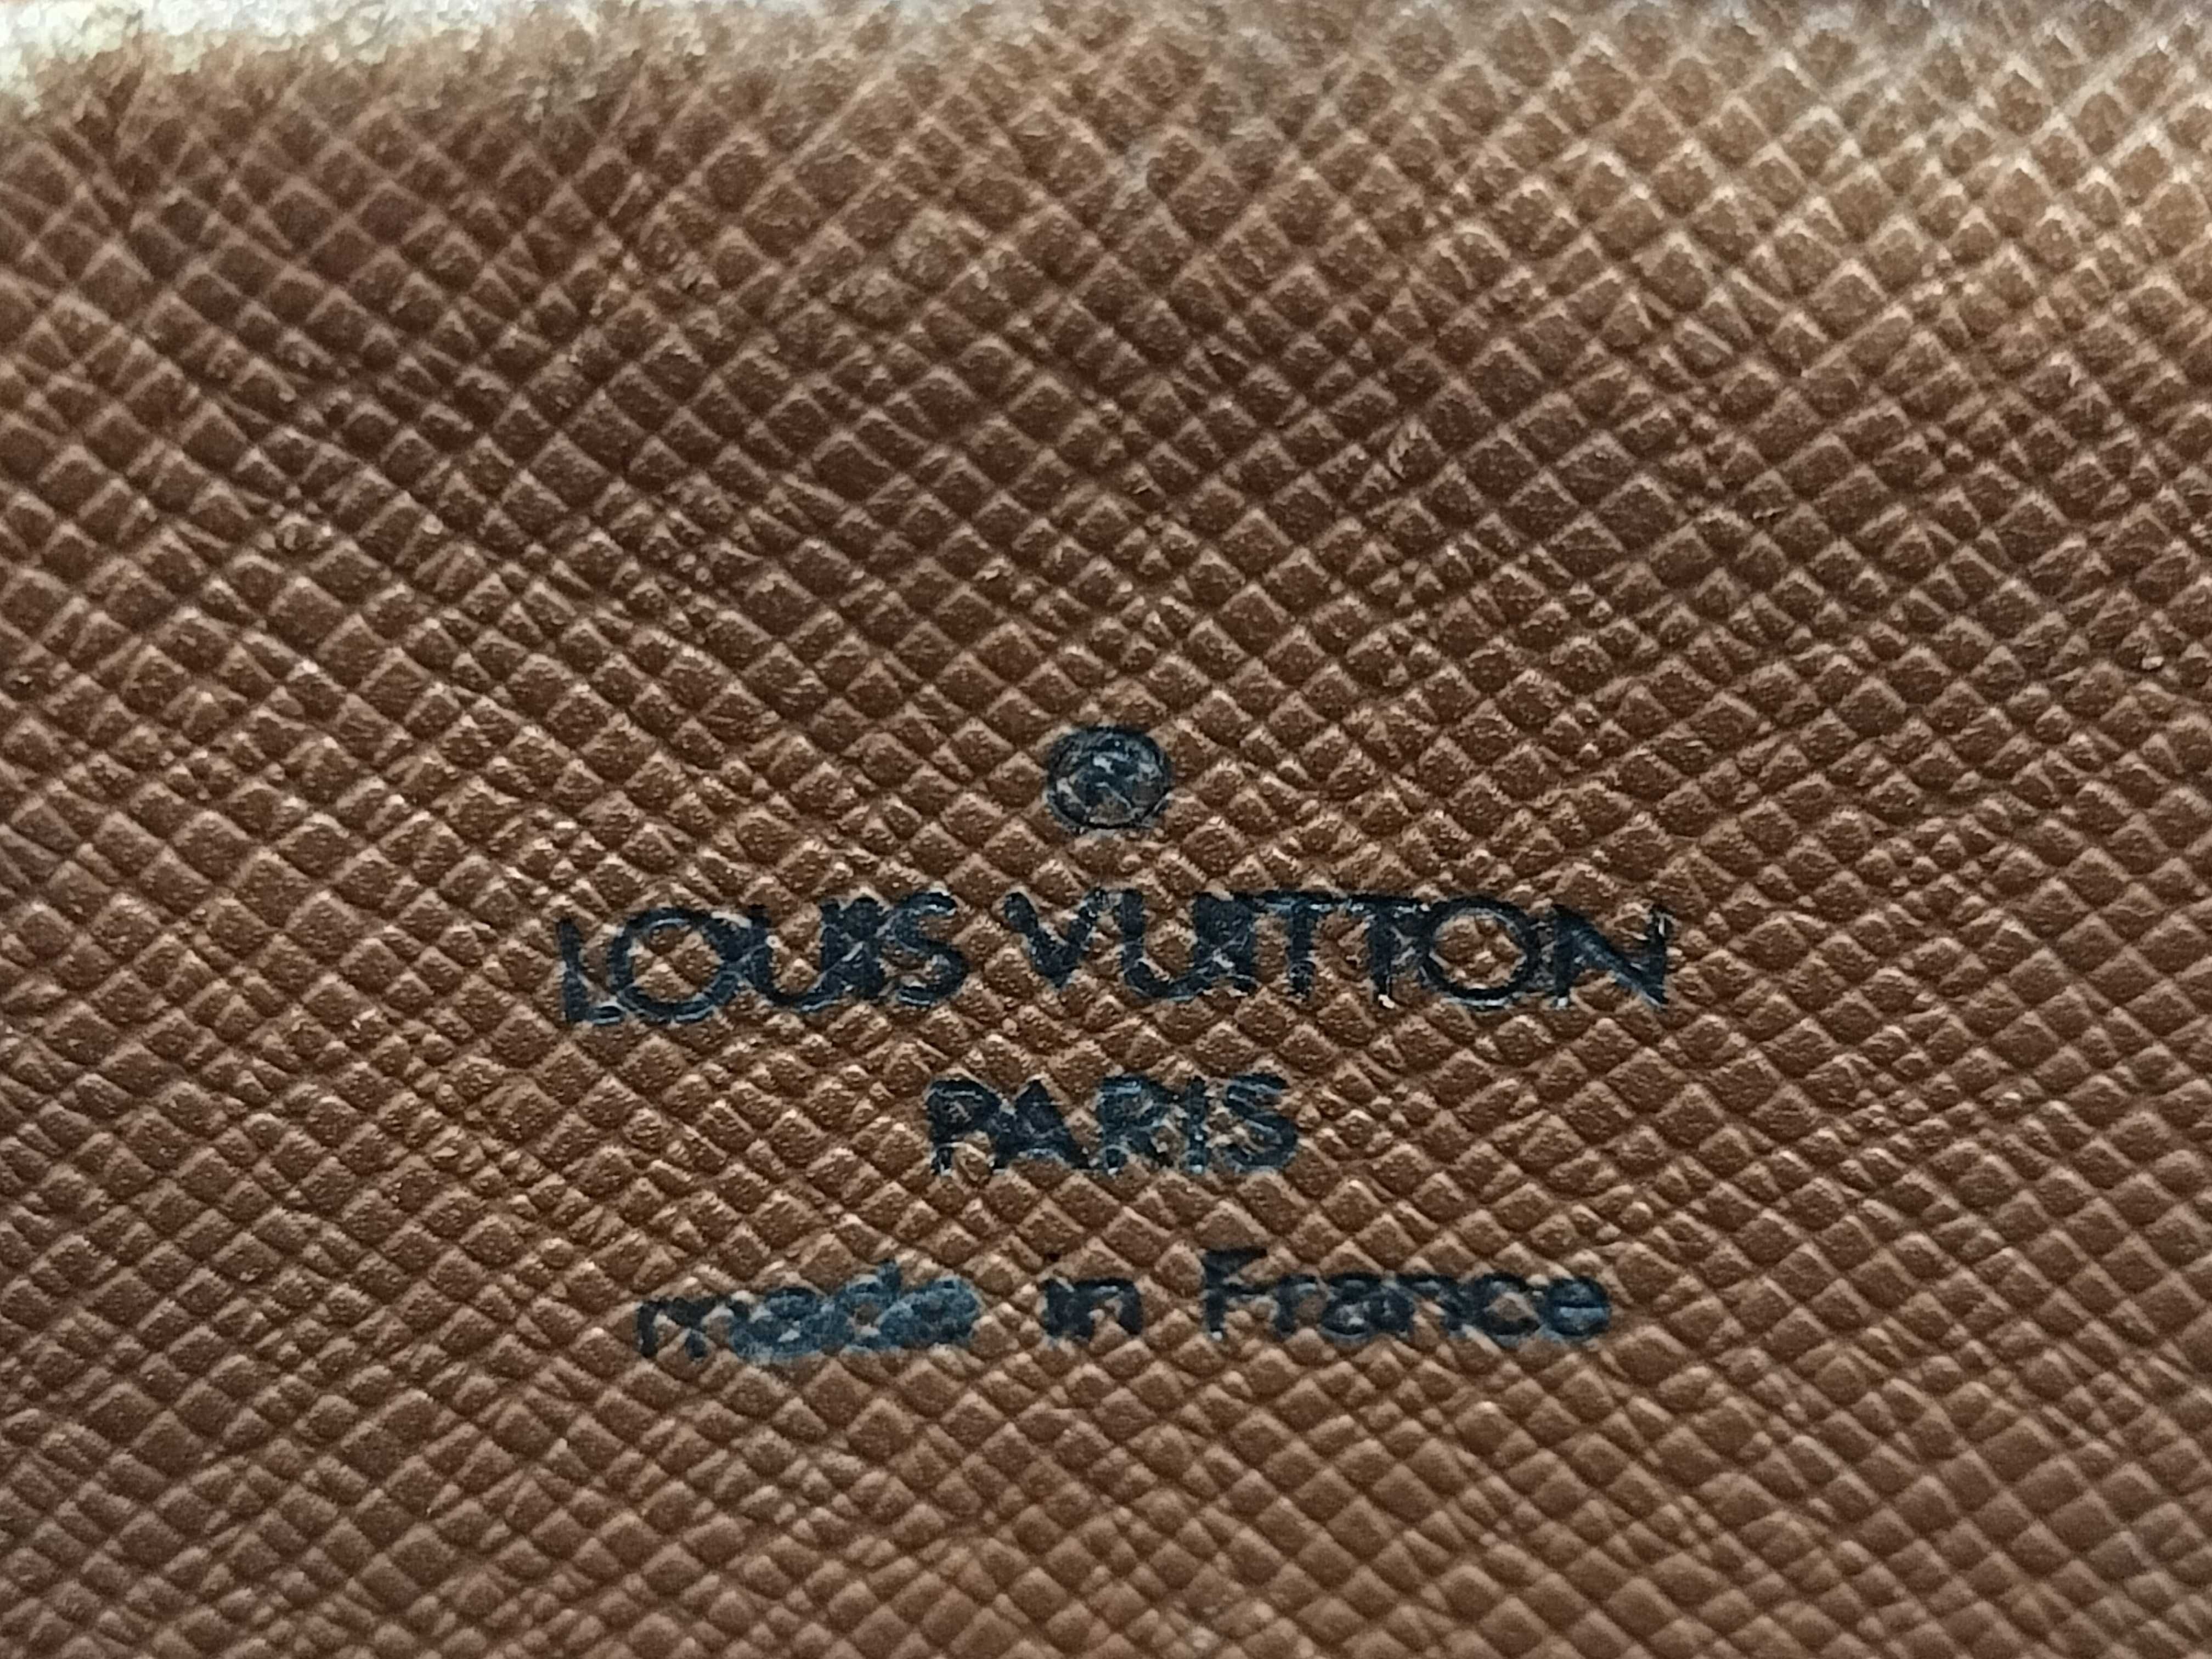 ®
LOUIS VUITTON
PARIS
made in France